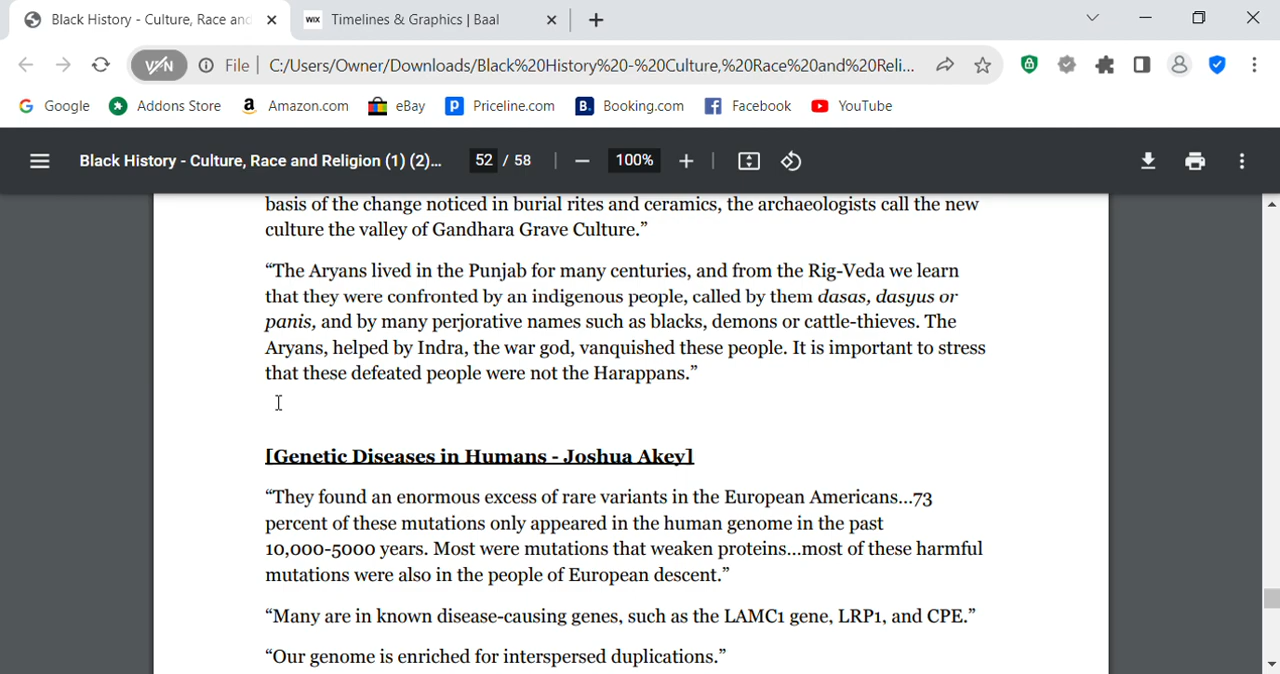 Black History - Culture, Race and
WIX Timelines & Graphics | Baal
VPN File C:/Users/Owner/Downloads/Black%20History%20-%20Culture,%20Race%20and%20Reli...
Google Addons Store Amazon.com eBay Priceline.com Booking.com Facebook YouTube
Black History - Culture, Race and Religion (1) (2)... 52 / 58 100%
basis of the change noticed in burial rites and ceramics, the archaeologists call the new
culture the valley of Gandhara Grave Culture.”
“The Aryans lived in the Punjab for many centuries, and from the Rig-Veda we learn
that they were confronted by an indigenous people, called by them dasas, dasyus or
panis, and by many perjorative names such as blacks, demons or cattle-thieves. The
Aryans, helped by Indra, the war god, vanquished these people. It is important to stress
that these defeated people were not the Harappans.”
[Genetic Diseases in Humans - Joshua Akey]
“They found an enormous excess of rare variants in the European Americans...73
percent of these mutations only appeared in the human genome in the past
10,000-5000 years. Most were mutations that weaken proteins...most of these harmful
mutations were also in the people of European descent.”
“Many are in known disease-causing genes, such as the LAMC1 gene, LRP1, and CPE.”
“Our genome is enriched for interspersed duplications.”